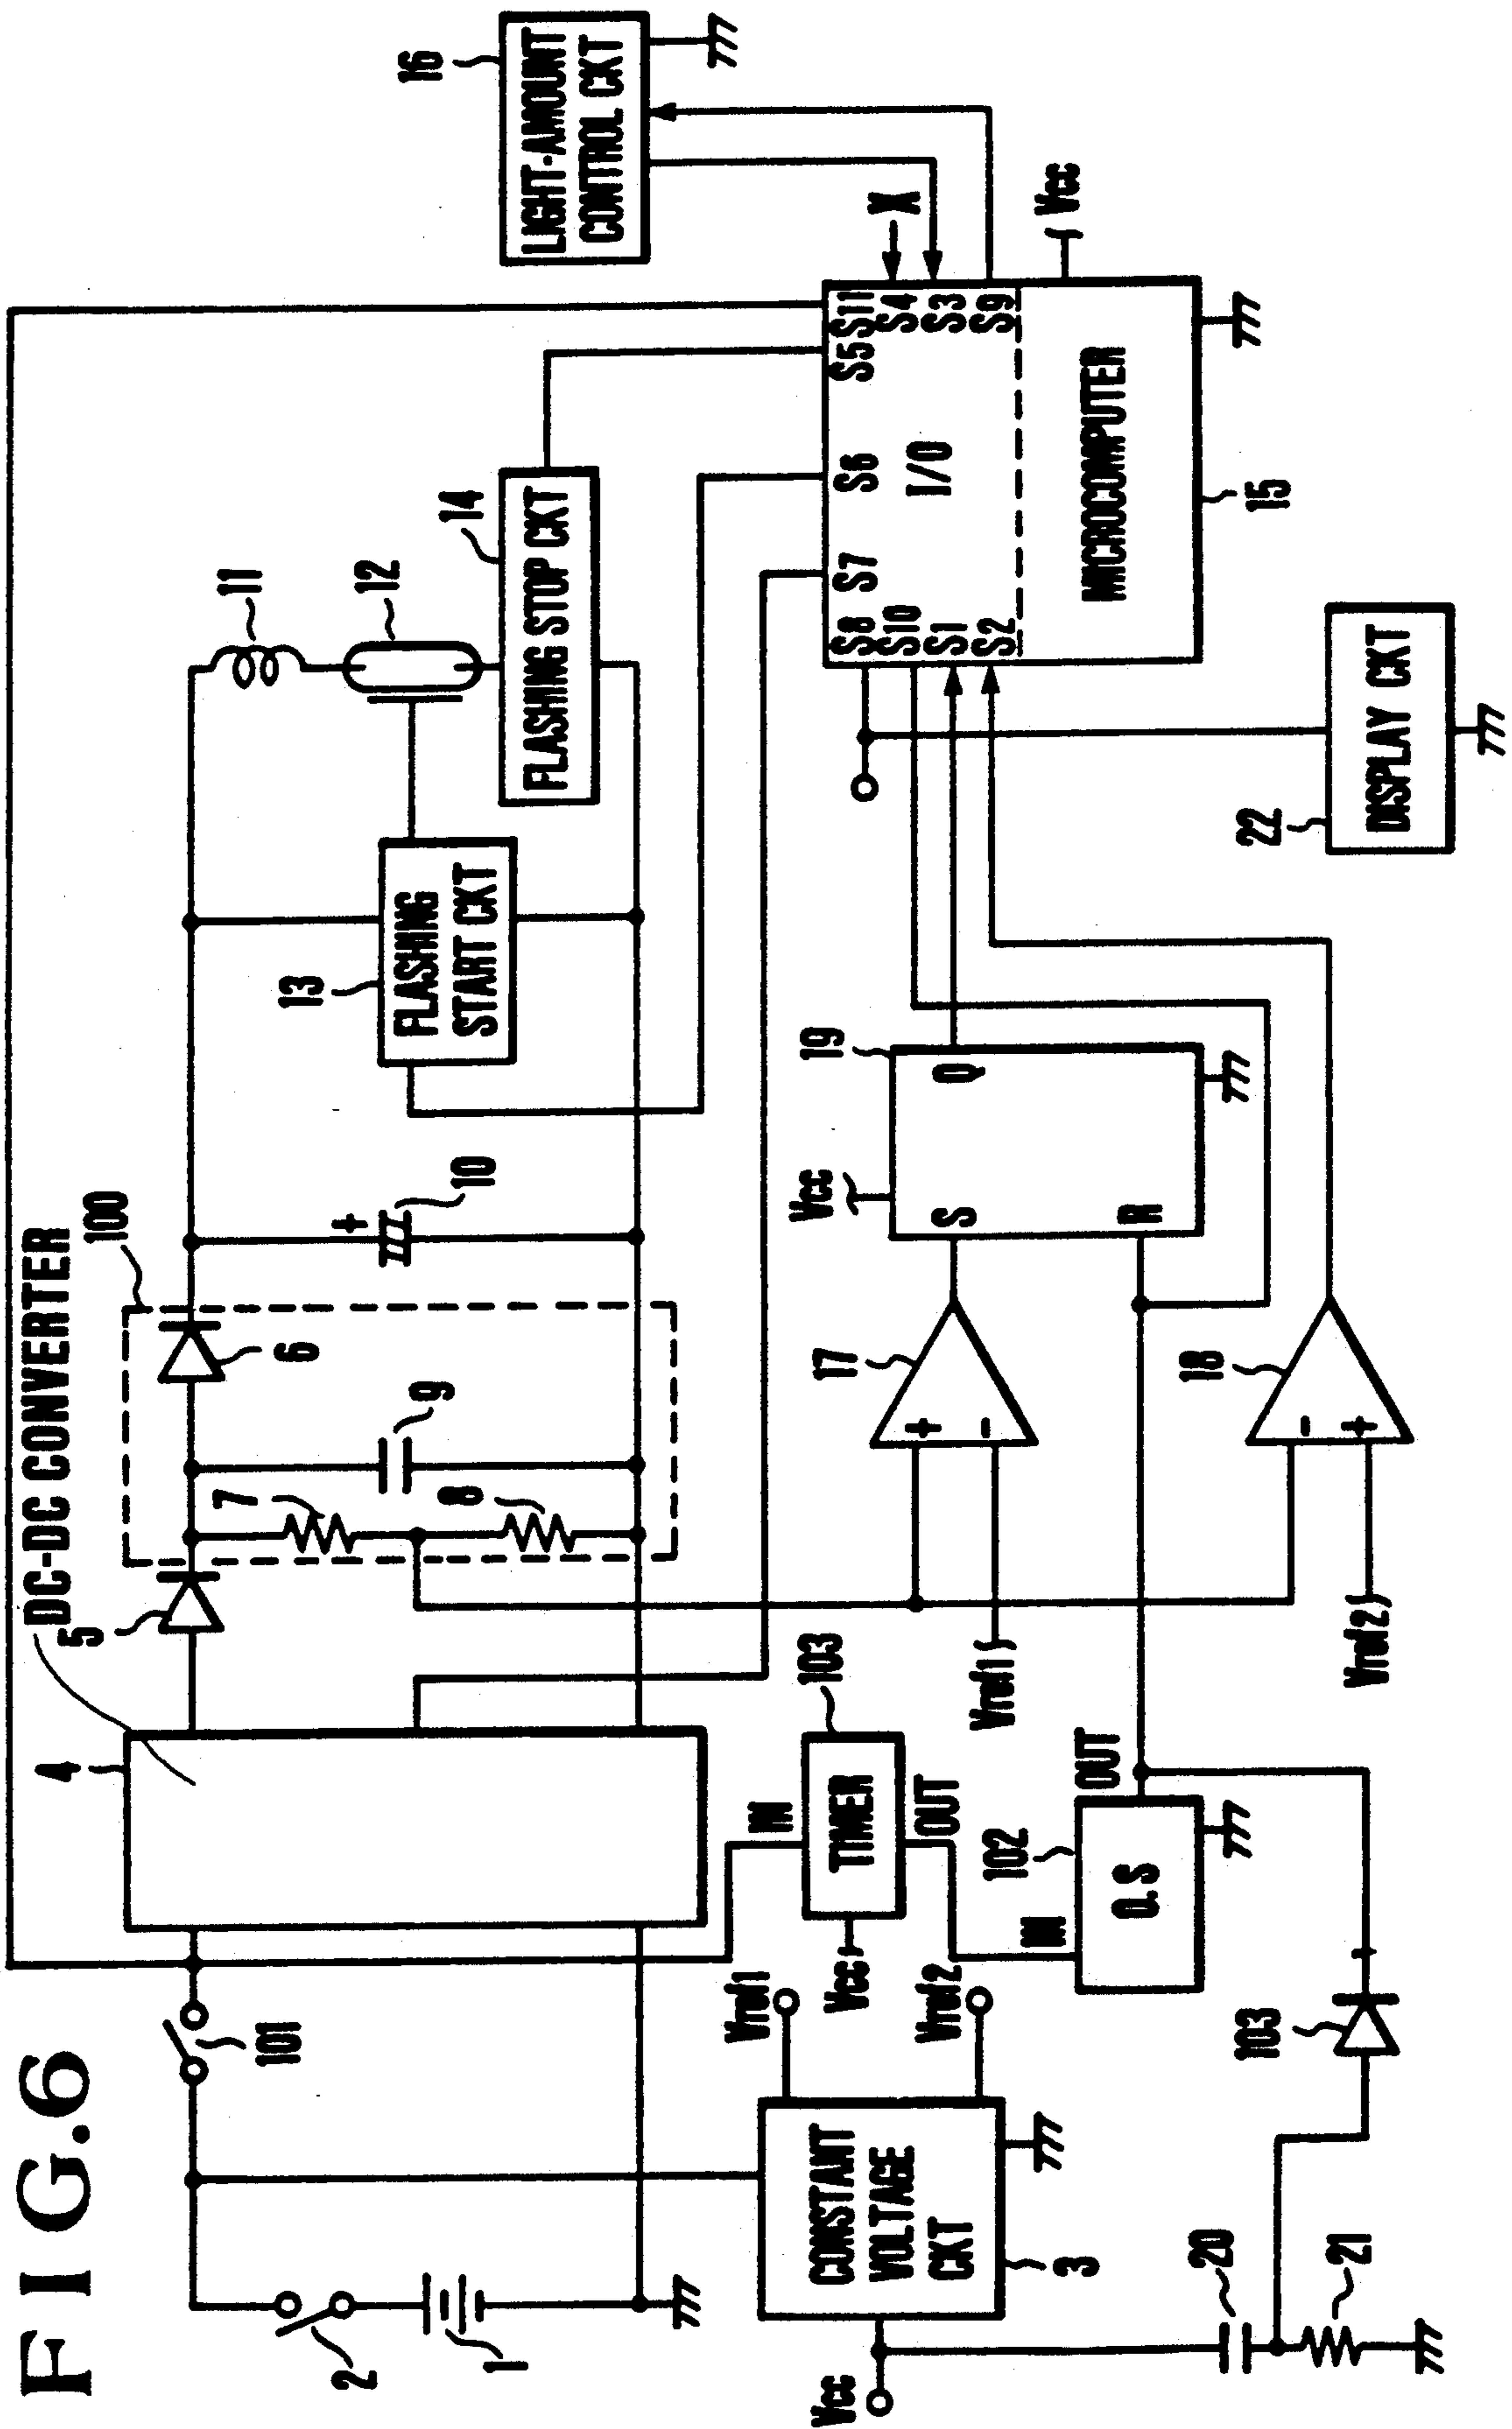 FIG.6
DC-DC CONVERTER
100
4
5
6
7
8
9
10
11
12
13
FLASHING
START CKT
14
FLASHING STOP CKT
16
LIGHT-AMOUNT
CONTROL CKT
101
2
1
CONSTANT
VOLTAGE
CKT
3
Vcc
Vref1
Vref2
IN
TIMER
103
OUT
Vcc
Vref1
+
-
17
Vcc
19
S
Q
R
S8
S7
S6
S5
S11
S10
S4
S1
S3
S2
S9
I/O
MICROCOMPUTER
15
X
Vcc
20
21
103
102
IN
O.S
OUT
Vref2
-
+
18
22
DISPLAY CKT
+